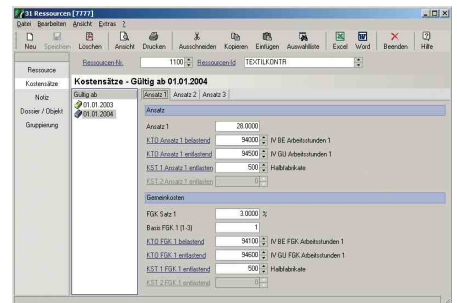 31 Ressourcen [7777]
Datei Bearbeiten Ansicht Extras ?
Neu Speichern Löschen Ansicht Drucken Ausschneiden Kopieren Einfügen Auswahlliste Excel Word Beenden Hilfe
Ressourcen-Nr. 1100 Ressourcen-Id TEXTILKONTR
Ressource
Kostensätze
Notiz
Dossier / Objekt
Gruppierung
Kostensätze - Gültig ab 01.01.2004
Gültig ab
01.01.2003
01.01.2004
Ansatz 1 Ansatz 2 Ansatz 3
Ansatz
Ansatz 1 28.0000
KTO Ansatz 1 belastend 94000 IV BE Arbeitsstunden 1
KTO Ansatz 1 entlastend 94500 IV GU Arbeitsstunden 1
KST 1 Ansatz 1 entlasten 500 Halbfabrikate
KST 2 Ansatz 1 entlasten 0
Gemeinkosten
FGK Satz 1 3.0000 %
Basis FGK 1 (1-3) 1
KTO FGK 1 belastend 94100 IV BE FGK Arbeitsstunden 1
KTO FGK 1 entlastend 94600 IV GU FGK Arbeitsstunden 1
KST 1 FGK 1 entlastend 500 Halbfabrikate
KST 2 FGK 1 entlastend 0